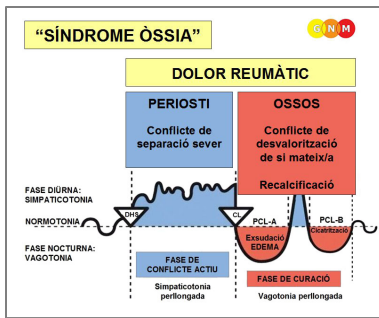 “SÍNDROME ÒSSIA”
GNM
DOLOR REUMÀTIC
PERIOSTI
Conflicte de
separació sever
OSSOS
Conflicte de
desvalorització
de si mateix/a
Recalcificació
FASE DIÜRNA:
SIMPATICOTONIA
DHS
CL
NORMOTONIA
PCL-A
PCL-B
Exsudació
EDEMA
Cicatrització
FASE NOCTURNA:
VAGOTONIA
FASE DE
CONFLICTE ACTIU
FASE DE CURACIÓ
Simpaticotonia
perllongada
Vagotonia perllongada